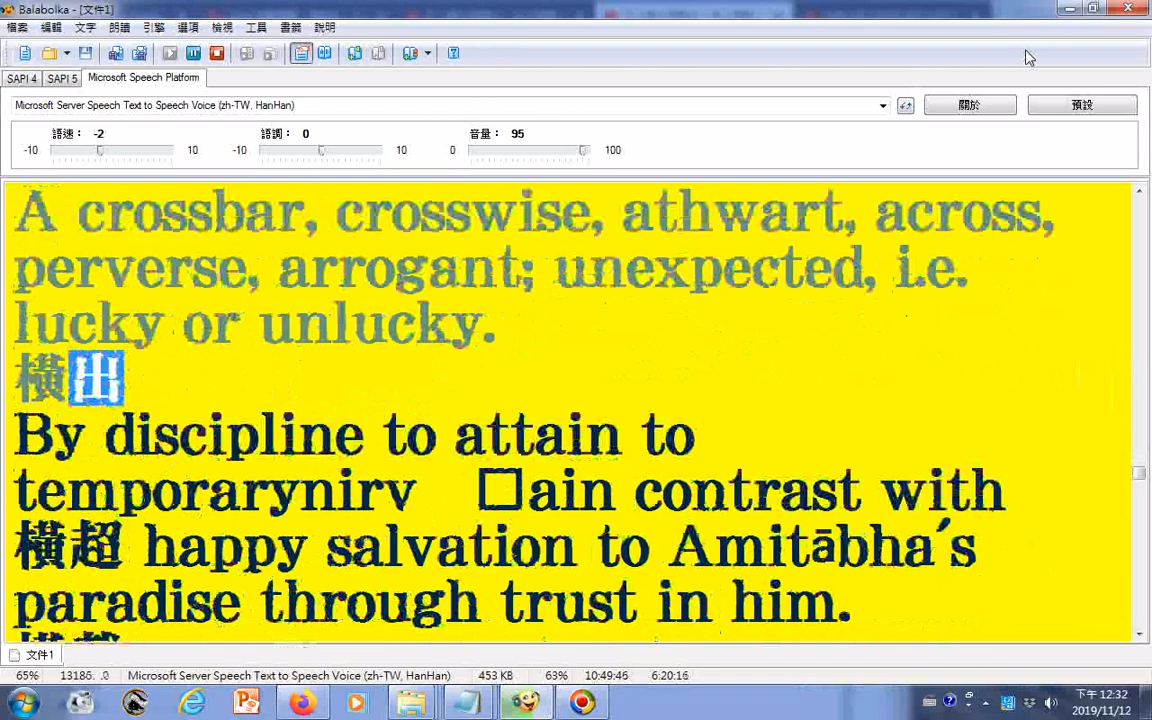 Balabolka - [文件1]
檔案 編輯 文字 朗讀 引擎 選項 檢視 工具 書籤 說明
SAPI 4 SAPI 5 Microsoft Speech Platform
Microsoft Server Speech Text to Speech Voice (zh-TW, HanHan) 關於 預設
語速： -2 語調： 0 音量： 95
-10 10 -10 10 0 100
A crossbar, crosswise, athwart, across,
perverse, arrogant; unexpected, i.e.
lucky or unlucky.
橫出
By discipline to attain to
temporarynirv □ain contrast with
橫超 happy salvation to Amitābha′s
paradise through trust in him.
文件1
65% 13186. .0 Microsoft Server Speech Text to Speech Voice (zh-TW, HanHan) 453 KB 63% 10:49:46 6:20:16
下午 12:32
2019/11/12